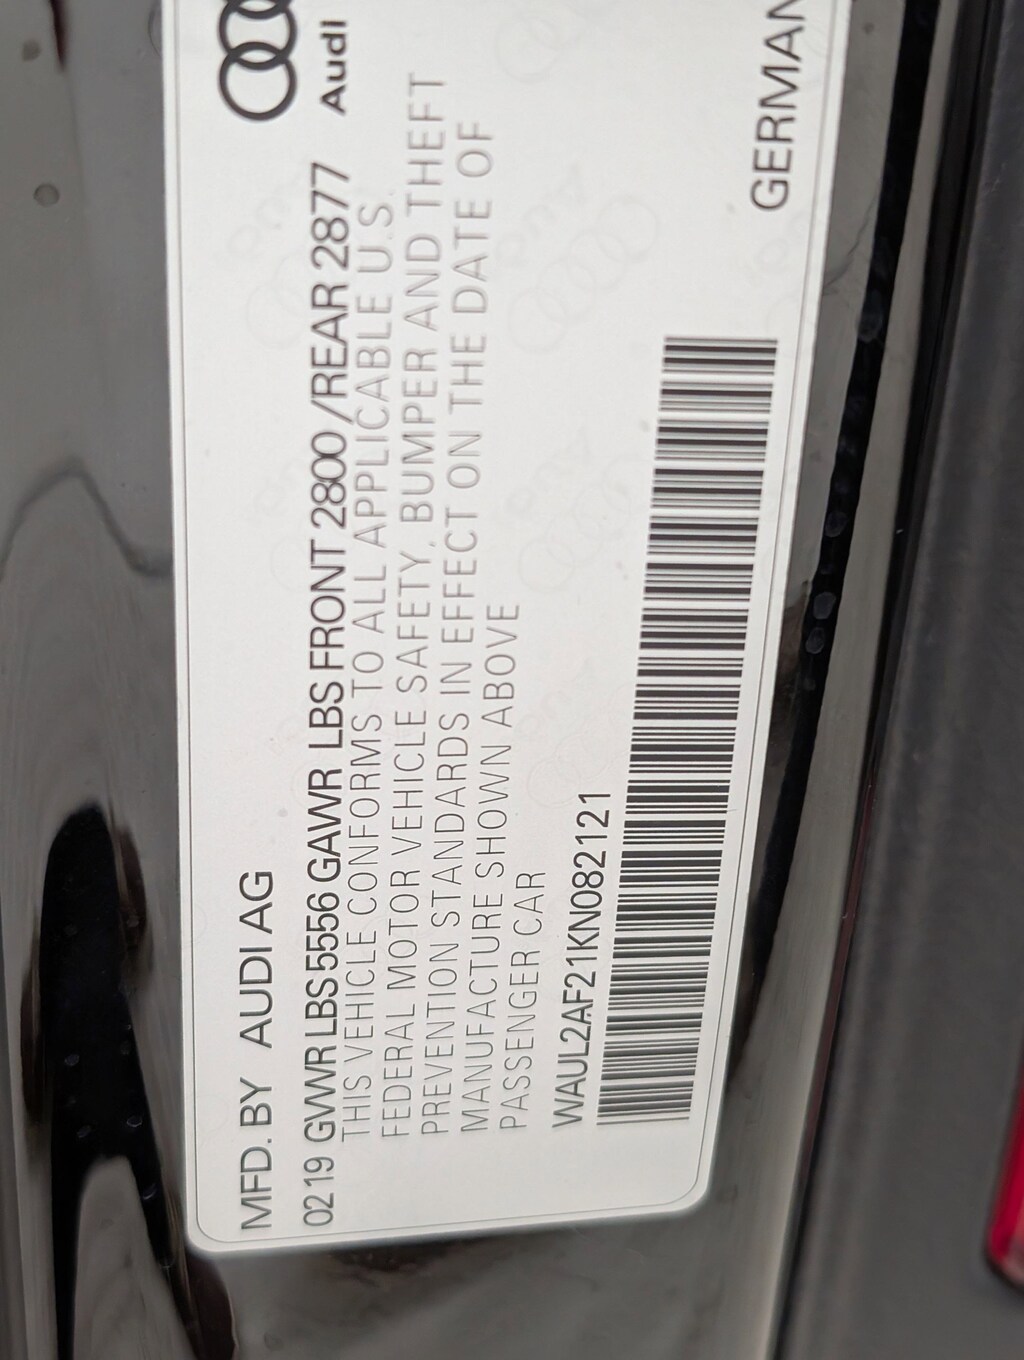 MFD. BY AUDI AG
Audi
0219 GVWR LBS 5556 GAWR LBS FRONT 2800 /REAR 2877
THIS VEHICLE CONFORMS TO ALL APPLICABLE U.S.
FEDERAL MOTOR VEHICLE SAFETY, BUMPER AND THEFT
PREVENTION STANDARDS IN EFFECT ON THE DATE OF
MANUFACTURE SHOWN ABOVE
PASSENGER CAR
WAUL2AF21KN082121
GERMAN